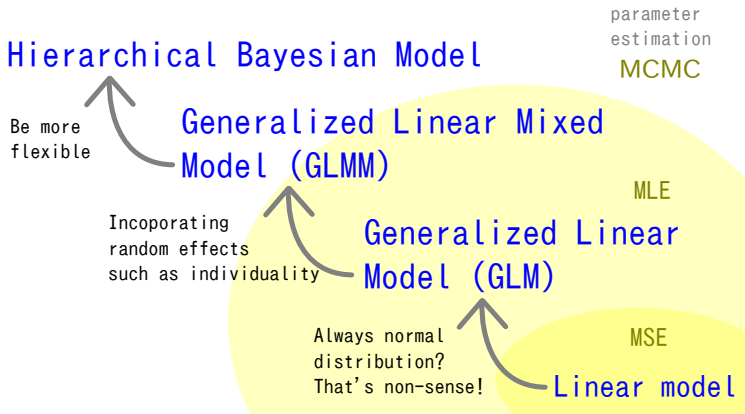 parameter
estimation
MCMC
Hierarchical Bayesian Model
Be more
flexible
Generalized Linear Mixed
Model (GLMM)
MLE
Incoporating
random effects
such as individuality
Generalized Linear
Model (GLM)
Always normal
distribution?
That's non-sense!
MSE
Linear model